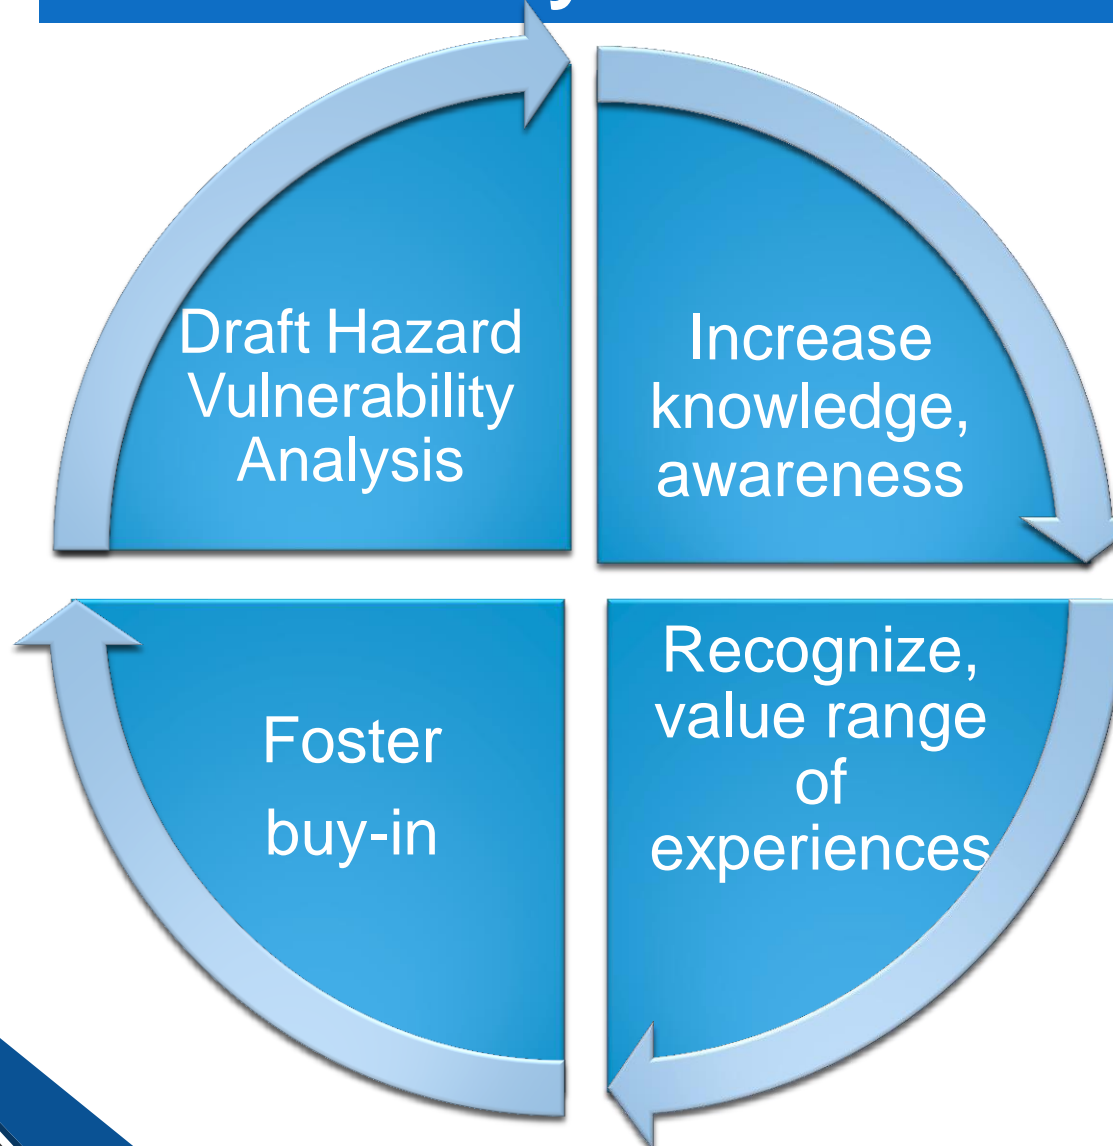 Draft Hazard
Vulnerability
Analysis
Increase
knowledge,
awareness
Recognize,
value range
of
experiences
Foster
buy-in